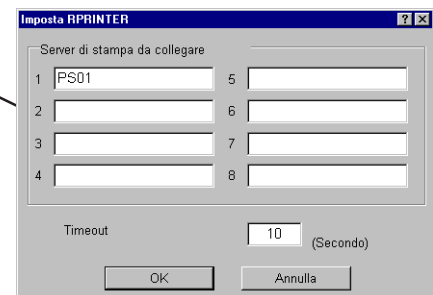 Imposta RPRINTER
Server di stampa da collegare
1 PS01 5
2 6
3 7
4 8
Timeout 10 (Secondo)
OK Annulla